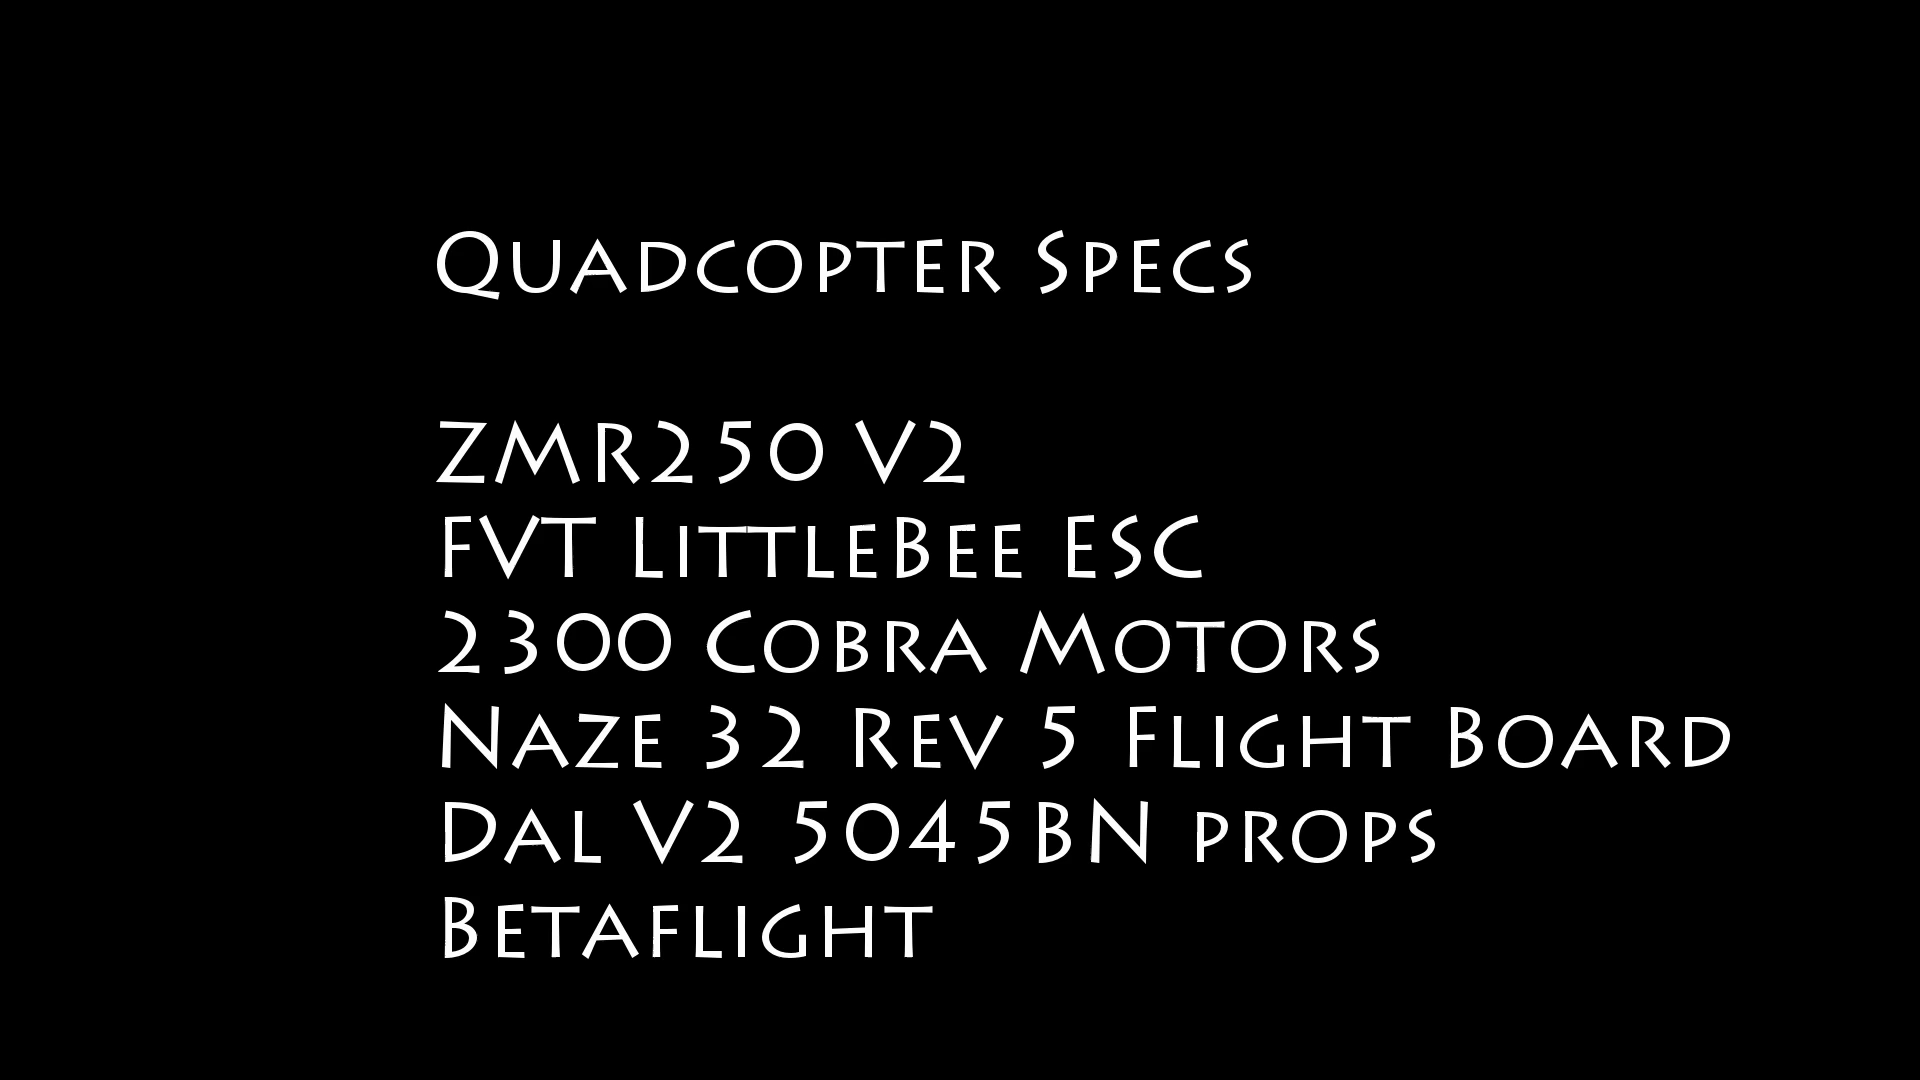 Quadcopter Specs
ZMR250 V2
FVT LittleBee ESC
2300 Cobra Motors
Naze 32 Rev 5 Flight Board
Dal V2 5045BN props
Betaflight